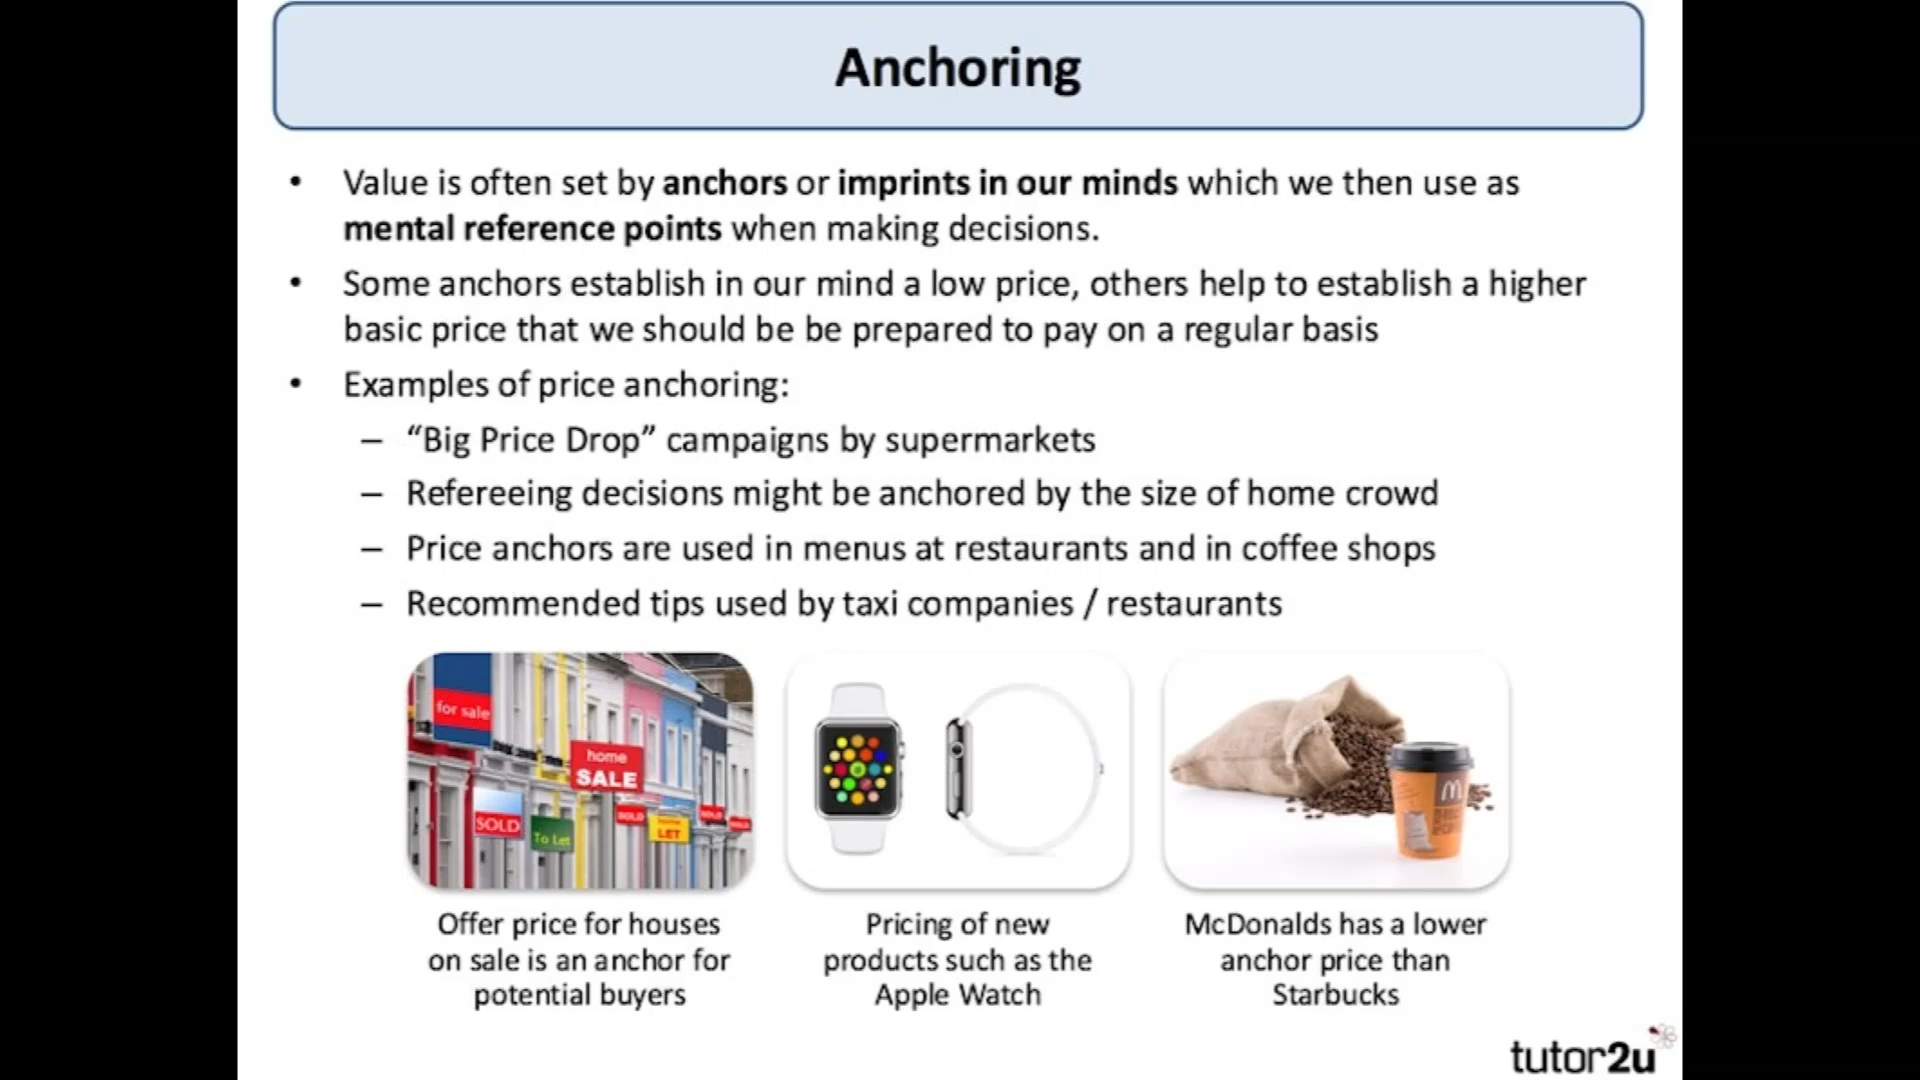 Anchoring
• Value is often set by anchors or imprints in our minds which we then use as
mental reference points when making decisions.
• Some anchors establish in our mind a low price, others help to establish a higher
basic price that we should be be prepared to pay on a regular basis
• Examples of price anchoring:
– “Big Price Drop” campaigns by supermarkets
– Refereeing decisions might be anchored by the size of home crowd
– Price anchors are used in menus at restaurants and in coffee shops
– Recommended tips used by taxi companies / restaurants
for sale
home
SALE
SOLD
To Let
SOLD
LET
SOLD
SOLD
M
Offer price for houses
on sale is an anchor for
potential buyers
Pricing of new
products such as the
Apple Watch
McDonalds has a lower
anchor price than
Starbucks
tutor2u